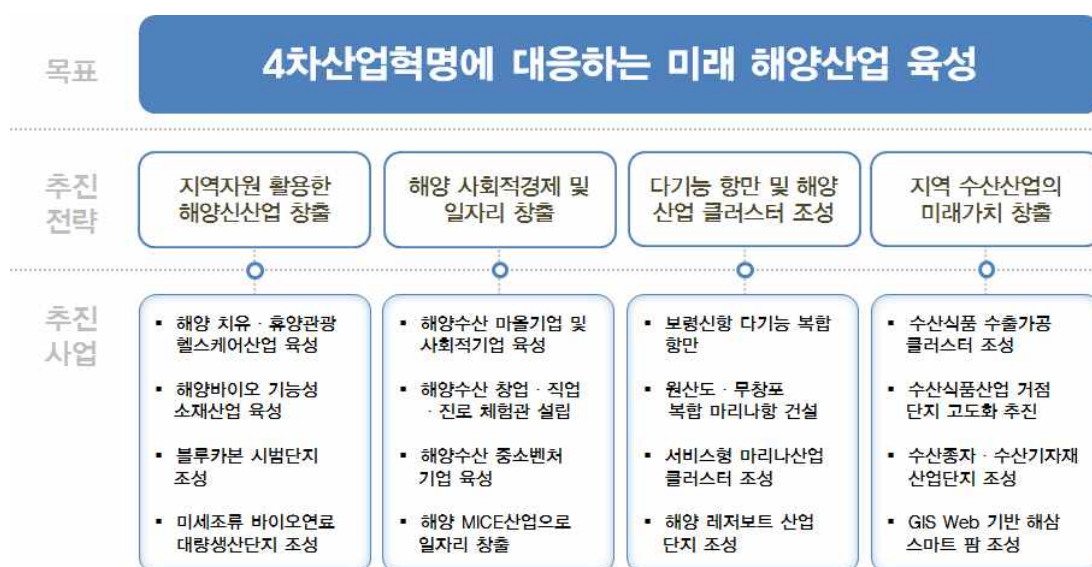 목표
4차산업혁명에 대응하는 미래 해양산업 육성
추진
전략
지역자원 활용한
해양신산업 창출
해양 사회적경제 및
일자리 창출
다기능 항만 및 해양
산업 클러스터 조성
지역 수산산업의
미래가치 창출
추진
사업
▪ 해양 치유 · 휴양관광
헬스케어산업 육성
▪ 해양바이오 기능성
소재산업 육성
▪ 블루카본 시범단지
조성
▪ 미세조류 바이오연료
대량생산단지 조성
▪ 해양수산 마을기업 및
사회적기업 육성
▪ 해양수산 창업 · 직업
· 진로 체험관 설립
▪ 해양수산 중소벤처
기업 육성
▪ 해양 MICE산업으로
일자리 창출
▪ 보령신항 다기능 복합
항만
▪ 원산도 · 무창포
복합 마리나항 건설
▪ 서비스형 마리나산업
클러스터 조성
▪ 해양 레저보트 산업
단지 조성
▪ 수산식품 수출가공
클러스터 조성
▪ 수산식품산업 거점
단지 고도화 추진
▪ 수산종자 · 수산기자재
산업단지 조성
▪ GIS Web 기반 해삼
스마트 팜 조성